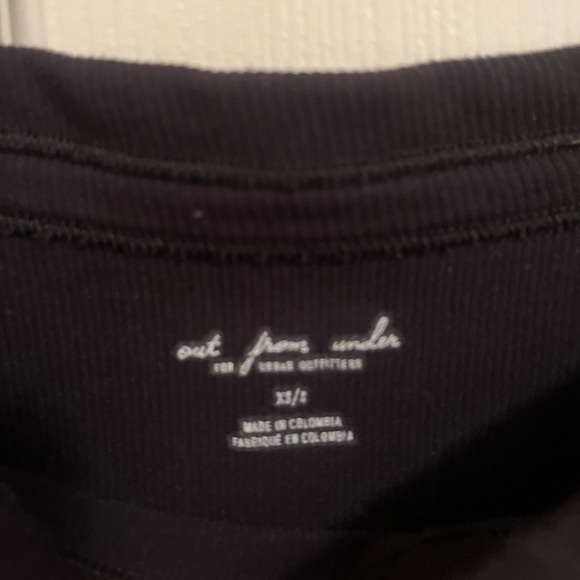 out from under
FOR URBAN OUTFITTERS
XS/S
MADE IN COLOMBIA
FABRIQUÉ EN COLOMBIA